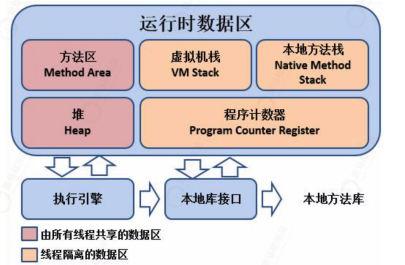 运行时数据区
方法区
Method Area
虚拟机栈
VM Stack
本地方法栈
Native Method
Stack
堆
Heap
程序计数器
Program Counter Register
执行引擎
本地库接口
本地方法库
由所有线程共享的数据区
线程隔离的数据区